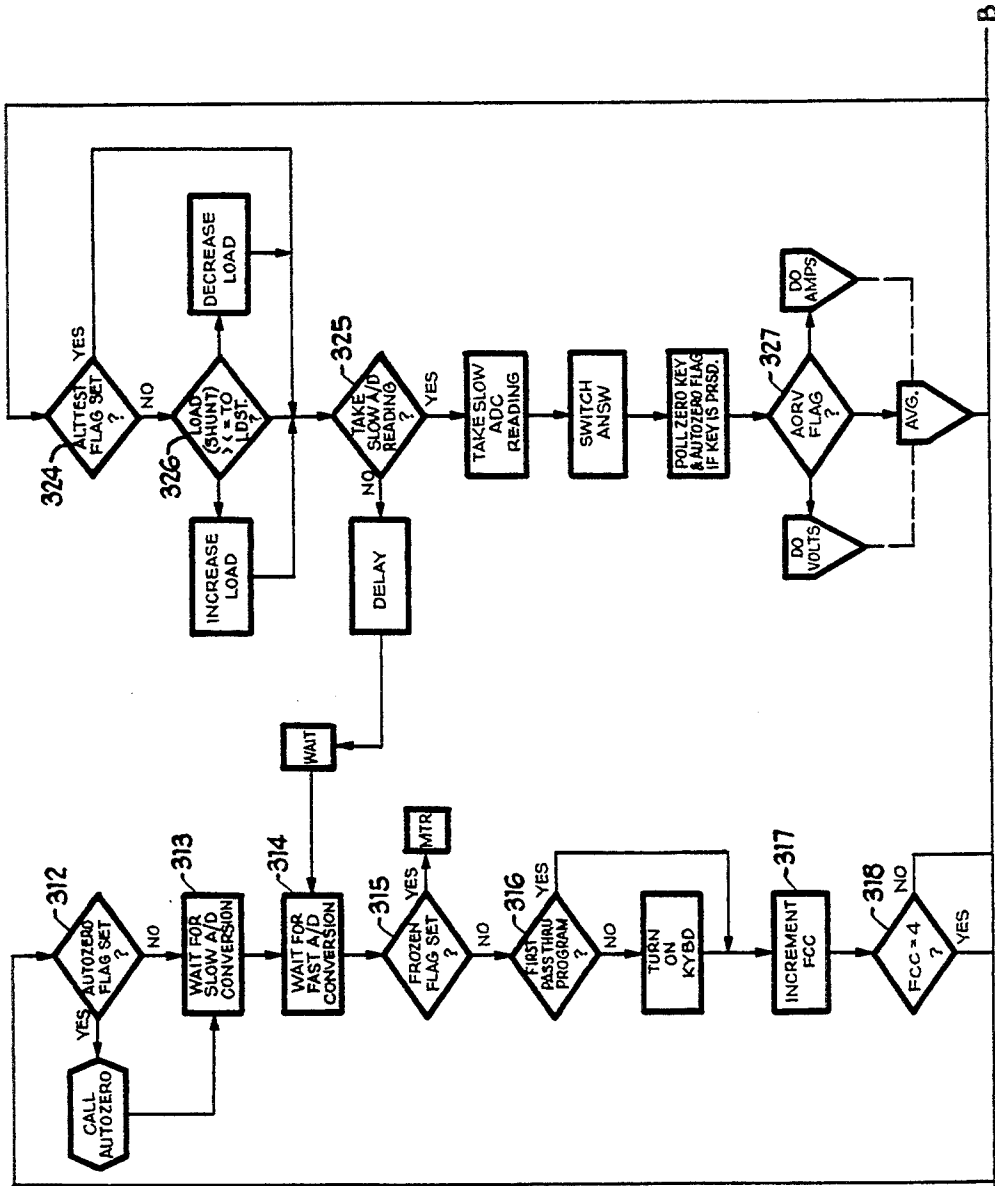 312
AUTOZERO
FLAG SET
?
YES
NO
CALL
AUTOZERO
313
WAIT FOR
SLOW A/D
CONVERSION
314
WAIT FOR
FAST A/D
CONVERSION
WAIT
315
FROZEN
FLAG SET
?
YES
MTR
NO
316
FIRST
PASS THRU
PROGRAM
?
YES
NO
TURN
ON
KYBD
317
INCREMENT
FCC
318
FCC = 4
?
NO
YES
324
ALTTEST
FLAG SET
?
YES
NO
326
LOAD
(SHUNT)
> < = TO
LDST.
?
INCREASE
LOAD
DECREASE
LOAD
325
TAKE
SLOW A/D
READING
?
NO
YES
DELAY
TAKE SLOW
ADC
READING
SWITCH
ANSW
POLL ZERO KEY
& AUTOZERO FLAG
IF KEY IS PRSD.
327
AORV
FLAG
?
DO
VOLTS
DO
AMPS
AVG.
B